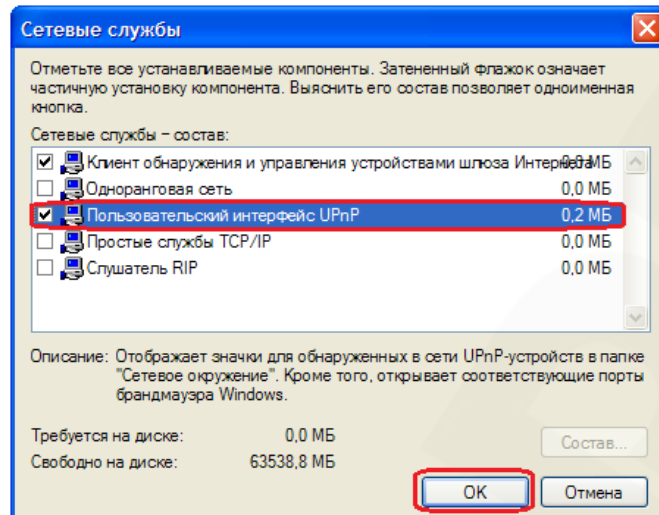 Сетевые службы
Отметьте все устанавливаемые компоненты. Затененный флажок означает
частичную установку компонента. Выяснить его состав позволяет одноименная
кнопка.
Сетевые службы – состав:
Клиент обнаружения и управления устройствами шлюза Интернета 0,0 МБ
Одноранговая сеть 0,0 МБ
Пользовательский интерфейс UPnP 0,2 МБ
Простые службы TCP/IP 0,0 МБ
Слушатель RIP 0,0 МБ
Описание: Отображает значки для обнаруженных в сети UPnP-устройств в папке
"Сетевое окружение". Кроме того, открывает соответствующие порты
брандмауэра Windows.
Требуется на диске: 0,0 МБ
Состав...
Свободно на диске: 63538,8 МБ
OK Отмена